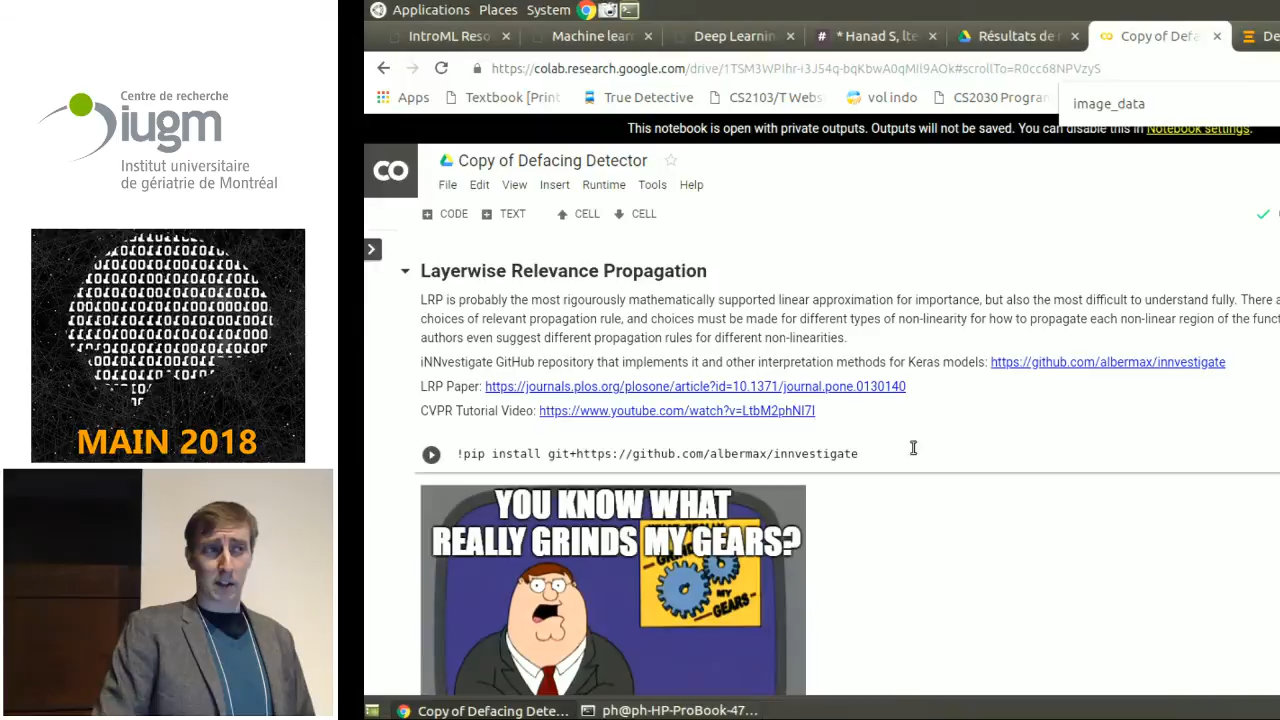 Centre de recherche
iugm
Institut universitaire
de gériatrie de Montréal
MAIN 2018
Applications Places System
IntroML Reso
Machine lear
Deep Learnin
* Hanad S, lte
Résultats de r
Copy of Defa
De
https://colab.research.google.com/drive/1TSM3WPIhr-i3J54q-bqKbwA0qMIl9AOk#scrollTo=R0cc68NPVzyS
Apps
Textbook [Print
True Detective
CS2103/T Webs
vol indo
CS2030 Progran
image_data
This notebook is open with private outputs. Outputs will not be saved. You can disable this in Notebook settings.
CO
Copy of Defacing Detector
File Edit View Insert Runtime Tools Help
CODE TEXT CELL CELL
Layerwise Relevance Propagation
LRP is probably the most rigourously mathematically supported linear approximation for importance, but also the most difficult to understand fully. There a
choices of relevant propagation rule, and choices must be made for different types of non-linearity for how to propagate each non-linear region of the funct
authors even suggest different propagation rules for different non-linearities.
iNNvestigate GitHub repository that implements it and other interpretation methods for Keras models: https://github.com/albermax/innvestigate
LRP Paper: https://journals.plos.org/plosone/article?id=10.1371/journal.pone.0130140
CVPR Tutorial Video: https://www.youtube.com/watch?v=LtbM2phNI7I
!pip install git+https://github.com/albermax/innvestigate
YOU KNOW WHAT
REALLY GRINDS MY GEARS?
MY
GEARS
Copy of Defacing Dete...
ph@ph-HP-ProBook-47...